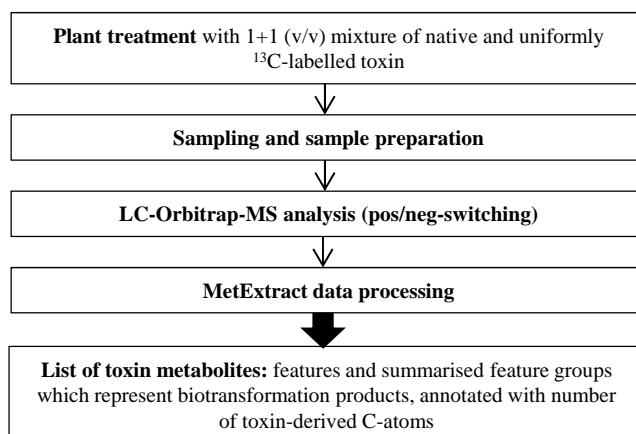 Plant treatment with 1+1 (v/v) mixture of native and uniformly
¹³C-labelled toxin
Sampling and sample preparation
LC-Orbitrap-MS analysis (pos/neg-switching)
MetExtract data processing
List of toxin metabolites: features and summarised feature groups
which represent biotransformation products, annotated with number
of toxin-derived C-atoms